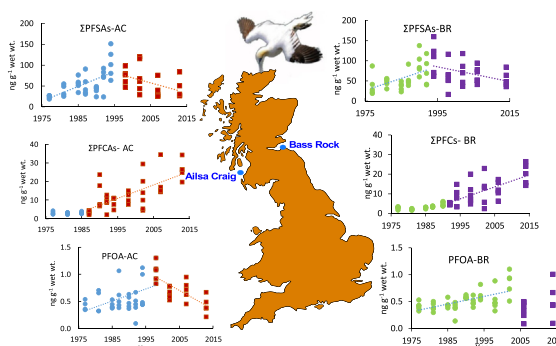 ΣPFSAs-AC
ng g-1 wet wt.
200
150
100
50
0
1975 1985 1995 2005 2015
ΣPFSAs-BR
ng g-1 wet wt.
200
150
100
50
0
1975 1995 2015
ΣPFCAs- AC
ng g-1 wet wt.
40
30
20
10
0
1975 1985 1995 2005 2015
Bass Rock
Ailsa Craig
ΣPFCs- BR
ng g-1 wet wt.
40
30
20
10
0
1975 1985 1995 2005 2015
PFOA-AC
ng g-1 wet wt.
1.5
1.0
0.5
0.0
1975 1985 1995 2005 2015
PFOA-BR
ng g-1 wet wt.
1.5
1.0
0.5
0.0
1975 1985 1995 2005 20